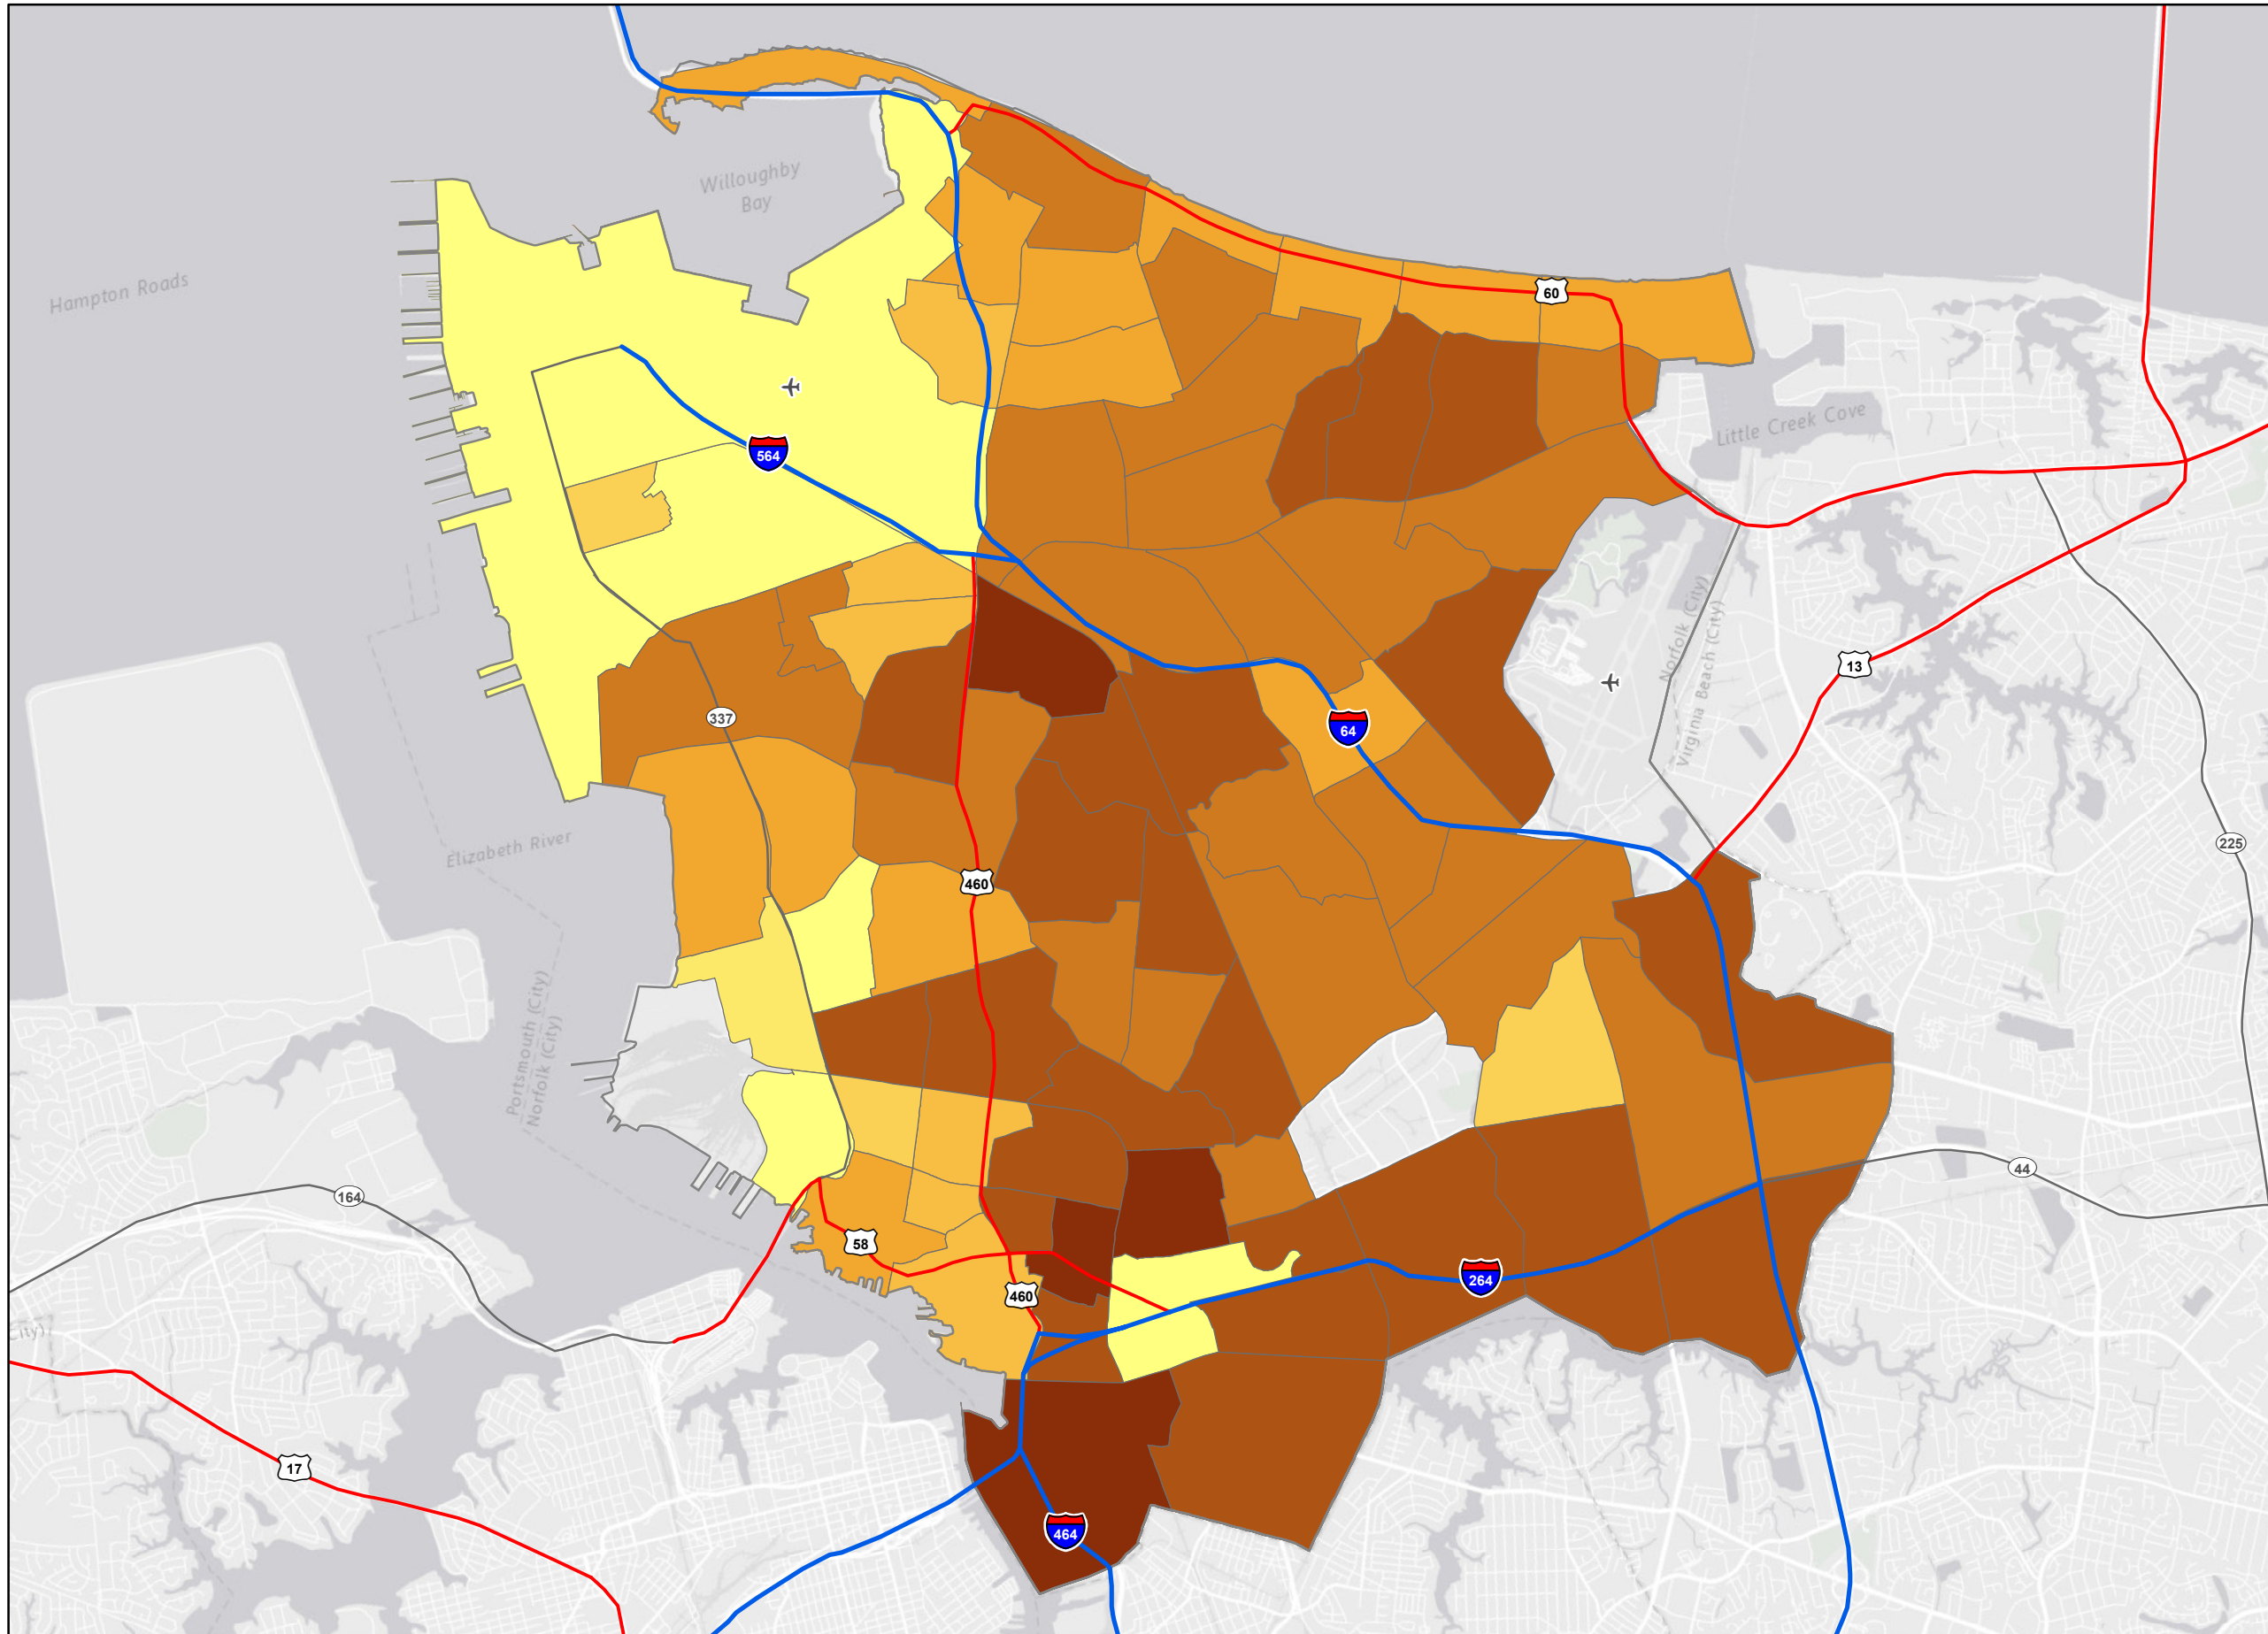 Willoughby
Bay
Hampton Roads
60
Little Creek Cove
564
Norfolk (City)
Virginia Beach (City)
13
337
64
225
Elizabeth River
460
Portsmouth (City)
Norfolk (City)
44
164
58
264
460
City)
17
464